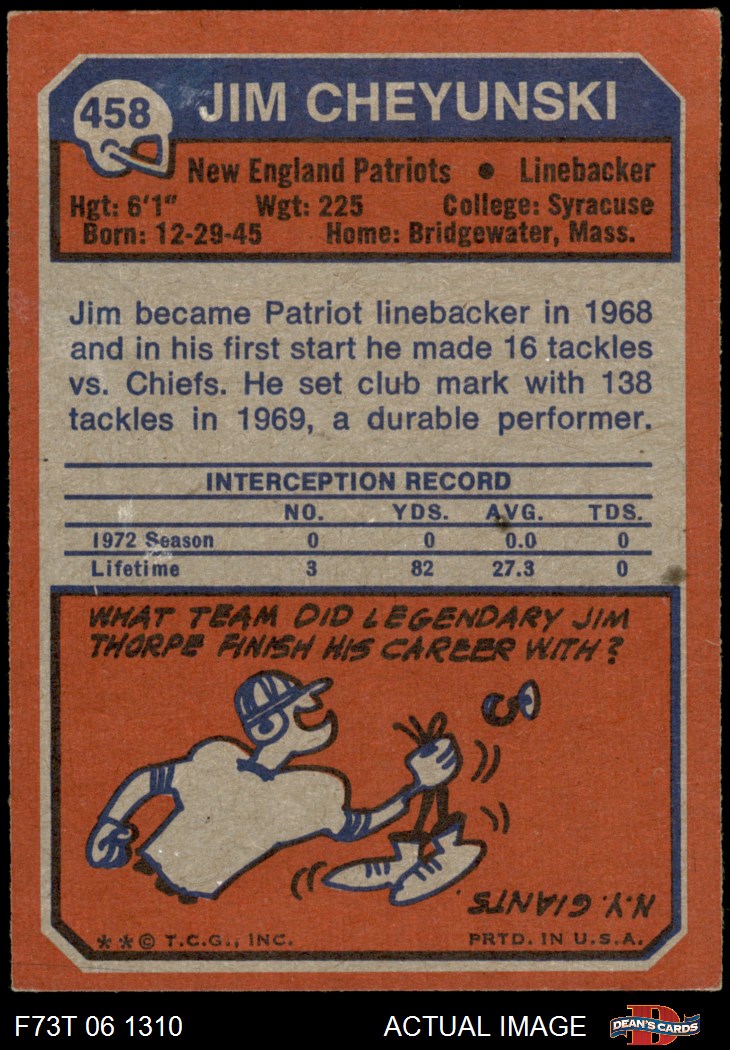 458
JIM CHEYUNSKI
New England Patriots • Linebacker
Hgt: 6'1" Wgt: 225 College: Syracuse
Born: 12-29-45 Home: Bridgewater, Mass.
Jim became Patriot linebacker in 1968
and in his first start he made 16 tackles
vs. Chiefs. He set club mark with 138
tackles in 1969, a durable performer.
INTERCEPTION RECORD
NO. YDS. AVG. TDS.
1972 Season 0 0 0.0 0
Lifetime 3 82 27.3 0
WHAT TEAM DID LEGENDARY JIM
THORPE FINISH HIS CAREER WITH?
N.Y. GIANTS.
**© T.C.G., INC. PRTD. IN U.S.A.
F73T 06 1310 ACTUAL IMAGE D DEAN'S CARDS